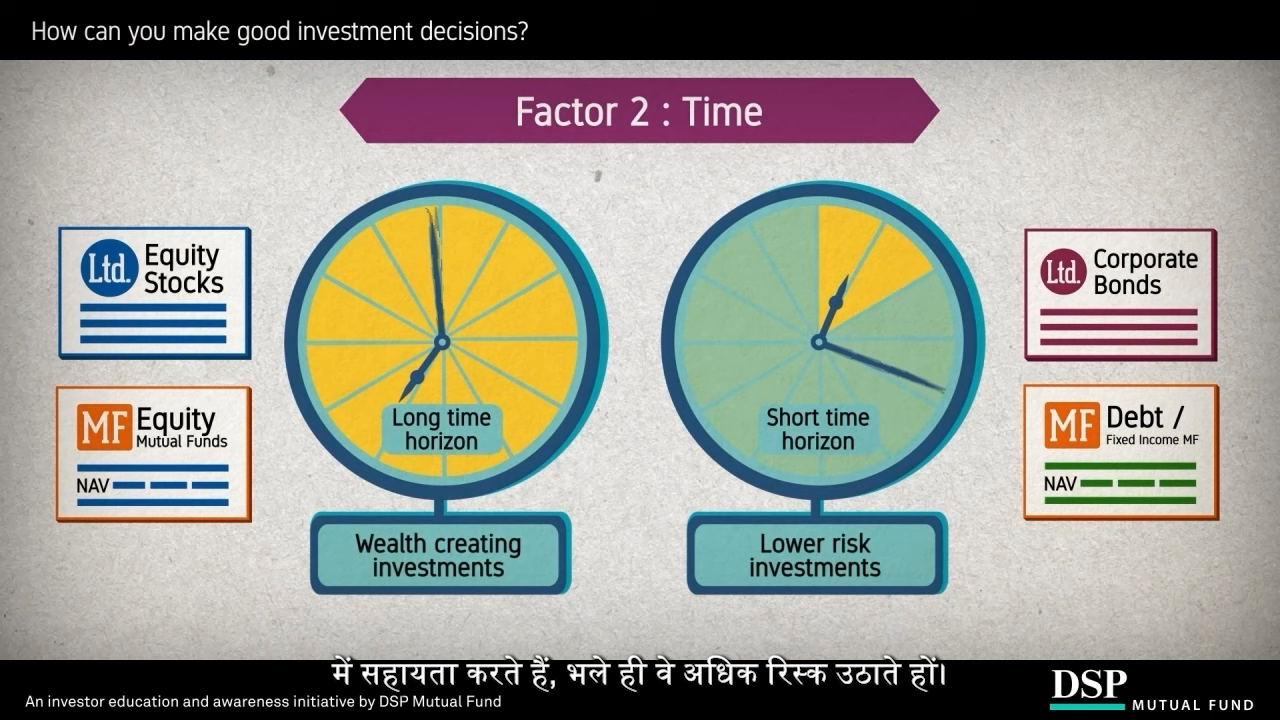 How can you make good investment decisions?
Factor 2 : Time
Ltd.
Equity
Stocks
MF
Equity
Mutual Funds
NAV
Long time
horizon
Wealth creating
investments
Short time
horizon
Lower risk
investments
Ltd.
Corporate
Bonds
MF
Debt /
Fixed Income MF
NAV
में सहायता करते हैं, भले ही वे अधिक रिस्क उठाते हों।
An investor education and awareness initiative by DSP Mutual Fund
DSP
MUTUAL FUND